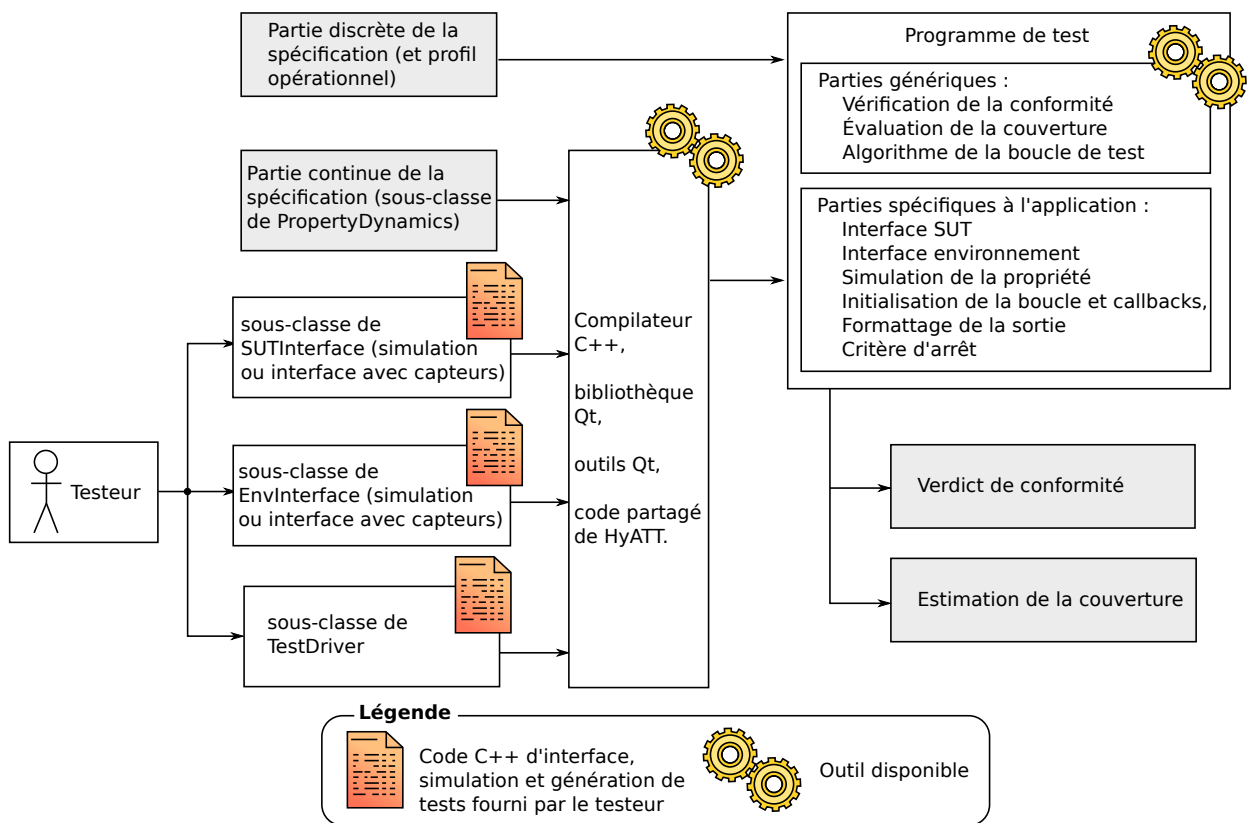 Partie discrète de la
spécification (et profil
opérationnel)
Partie continue de la
spécification (sous-classe
de PropertyDynamics)
sous-classe de
SUTInterface (simulation
ou interface avec capteurs)
Testeur
sous-classe de
EnvInterface (simulation
ou interface avec capteurs)
sous-classe de
TestDriver
Compilateur
C++,
bibliothèque
Qt,
outils Qt,
code partagé
de HyATT.
Programme de test
Parties génériques :
Vérification de la conformité
Évaluation de la couverture
Algorithme de la boucle de test
Parties spécifiques à l'application :
Interface SUT
Interface environnement
Simulation de la propriété
Initialisation de la boucle et callbacks,
Formattage de la sortie
Critère d'arrêt
Verdict de conformité
Estimation de la couverture
Légende
Code C++ d'interface,
simulation et génération de
tests fourni par le testeur
Outil disponible